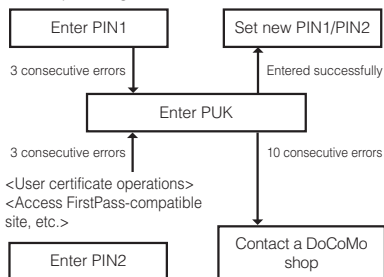 Enter PIN1
Set new PIN1/PIN2
3 consecutive errors
Entered successfully
Enter PUK
3 consecutive errors
10 consecutive errors
<User certificate operations>
<Access FirstPass-compatible
site, etc.>
Enter PIN2
Contact a DoCoMo
shop